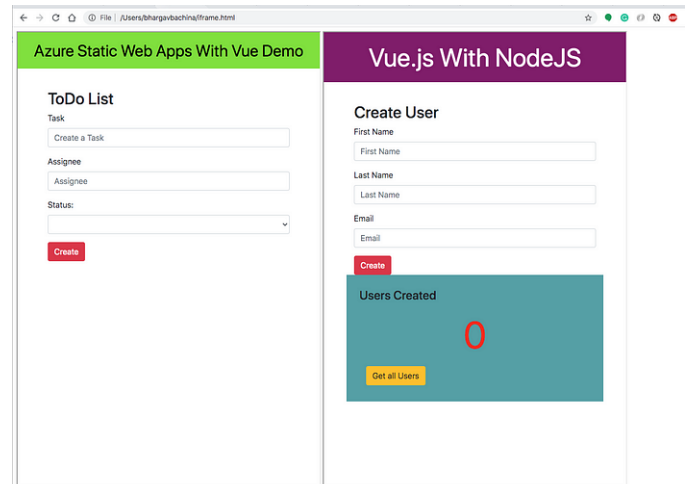 File | /Users/bhargavbachina/iframe.html
Azure Static Web Apps With Vue Demo
ToDo List
Task
Create a Task
Assignee
Assignee
Status:
Create
Vue.js With NodeJS
Create User
First Name
First Name
Last Name
Last Name
Email
Email
Create
Users Created
0
Get all Users